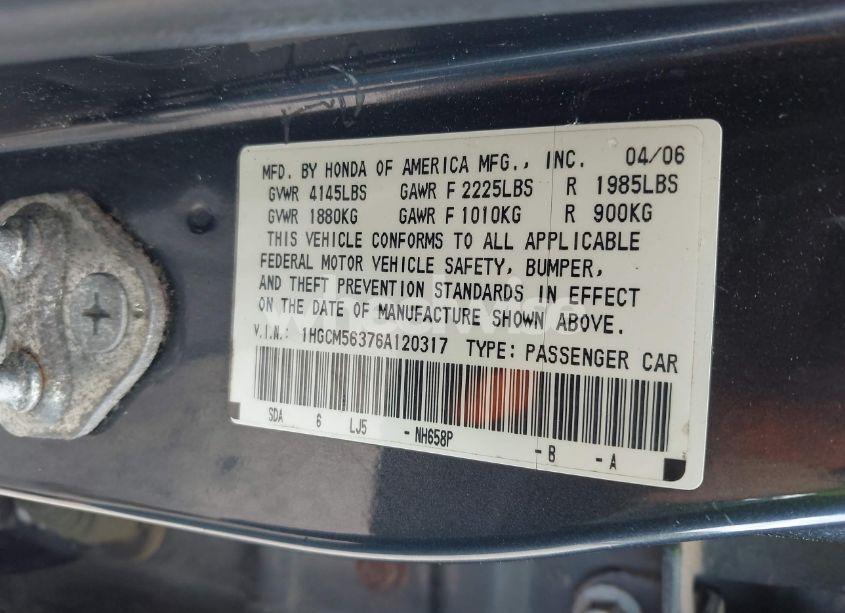 MFD. BY HONDA OF AMERICA MFG., INC. 04/06
GVWR 4145LBS GAWR F 2225LBS R 1985LBS
GVWR 1880KG GAWR F 1010KG R 900KG
THIS VEHICLE CONFORMS TO ALL APPLICABLE
FEDERAL MOTOR VEHICLE SAFETY, BUMPER,
AND THEFT PREVENTION STANDARDS IN EFFECT
ON THE DATE OF MANUFACTURE SHOWN ABOVE.
V.I.N.: 1HGCM56376A120317 TYPE: PASSENGER CAR
SDA 6 LJ5 -NH658P -B -A